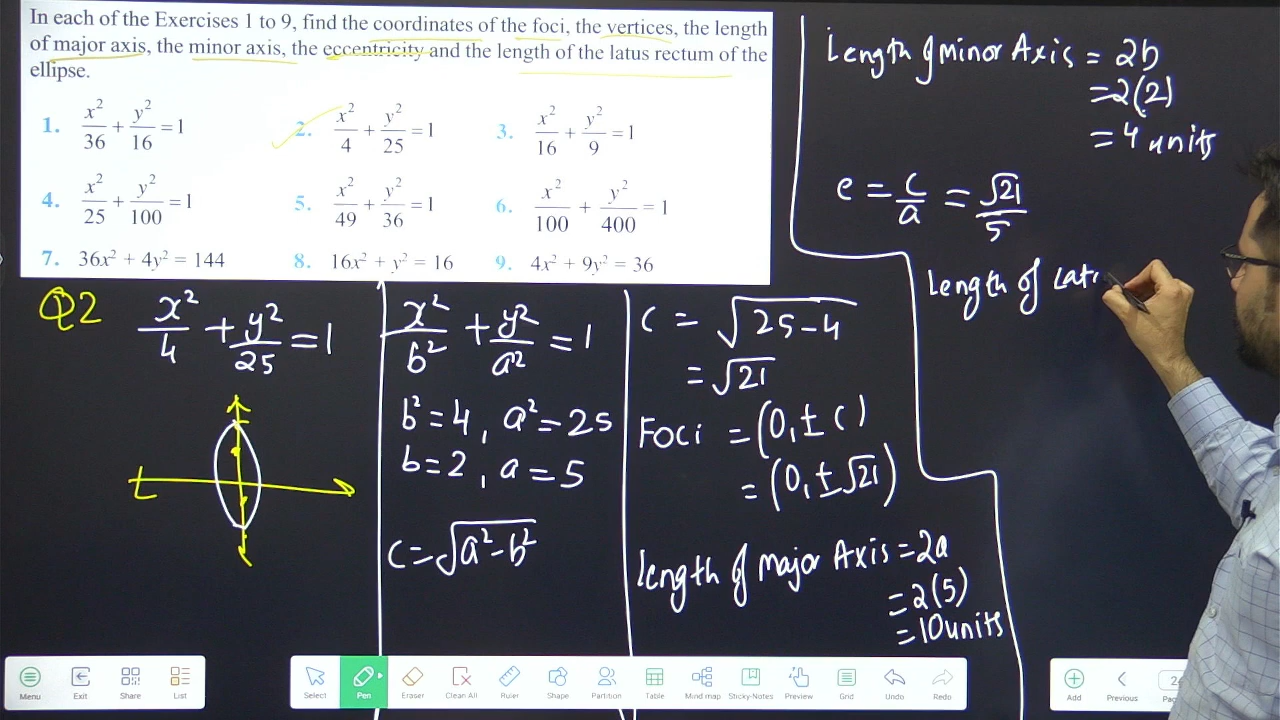 In each of the Exercises 1 to 9, find the coordinates of the foci, the vertices, the length
of major axis, the minor axis, the eccentricity and the length of the latus rectum of the
ellipse.
1. x²/36 + y²/16 = 1
2. x²/4 + y²/25 = 1
3. x²/16 + y²/9 = 1
4. x²/25 + y²/100 = 1
5. x²/49 + y²/36 = 1
6. x²/100 + y²/400 = 1
7. 36x² + 4y² = 144
8. 16x² + y² = 16
9. 4x² + 9y² = 36
Q2
x²/4 + y²/25 = 1
x²/b² + y²/a² = 1
b² = 4, a² = 25
b = 2, a = 5
c = √(a² - b²)
c = √(25 - 4)
= √21
Foci = (0, ± c)
= (0, ± √21)
Length of major Axis = 2a
= 2(5)
= 10 units
Length of minor Axis = 2b
= 2(2)
= 4 units
e = c/a = √21/5
Length of Lat
Menu
Exit
Share
List
Select
Pen
Eraser
Clean All
Ruler
Shape
Partition
Table
Mind map
Sticky-Notes
Preview
Grid
Undo
Redo
Add
Previous